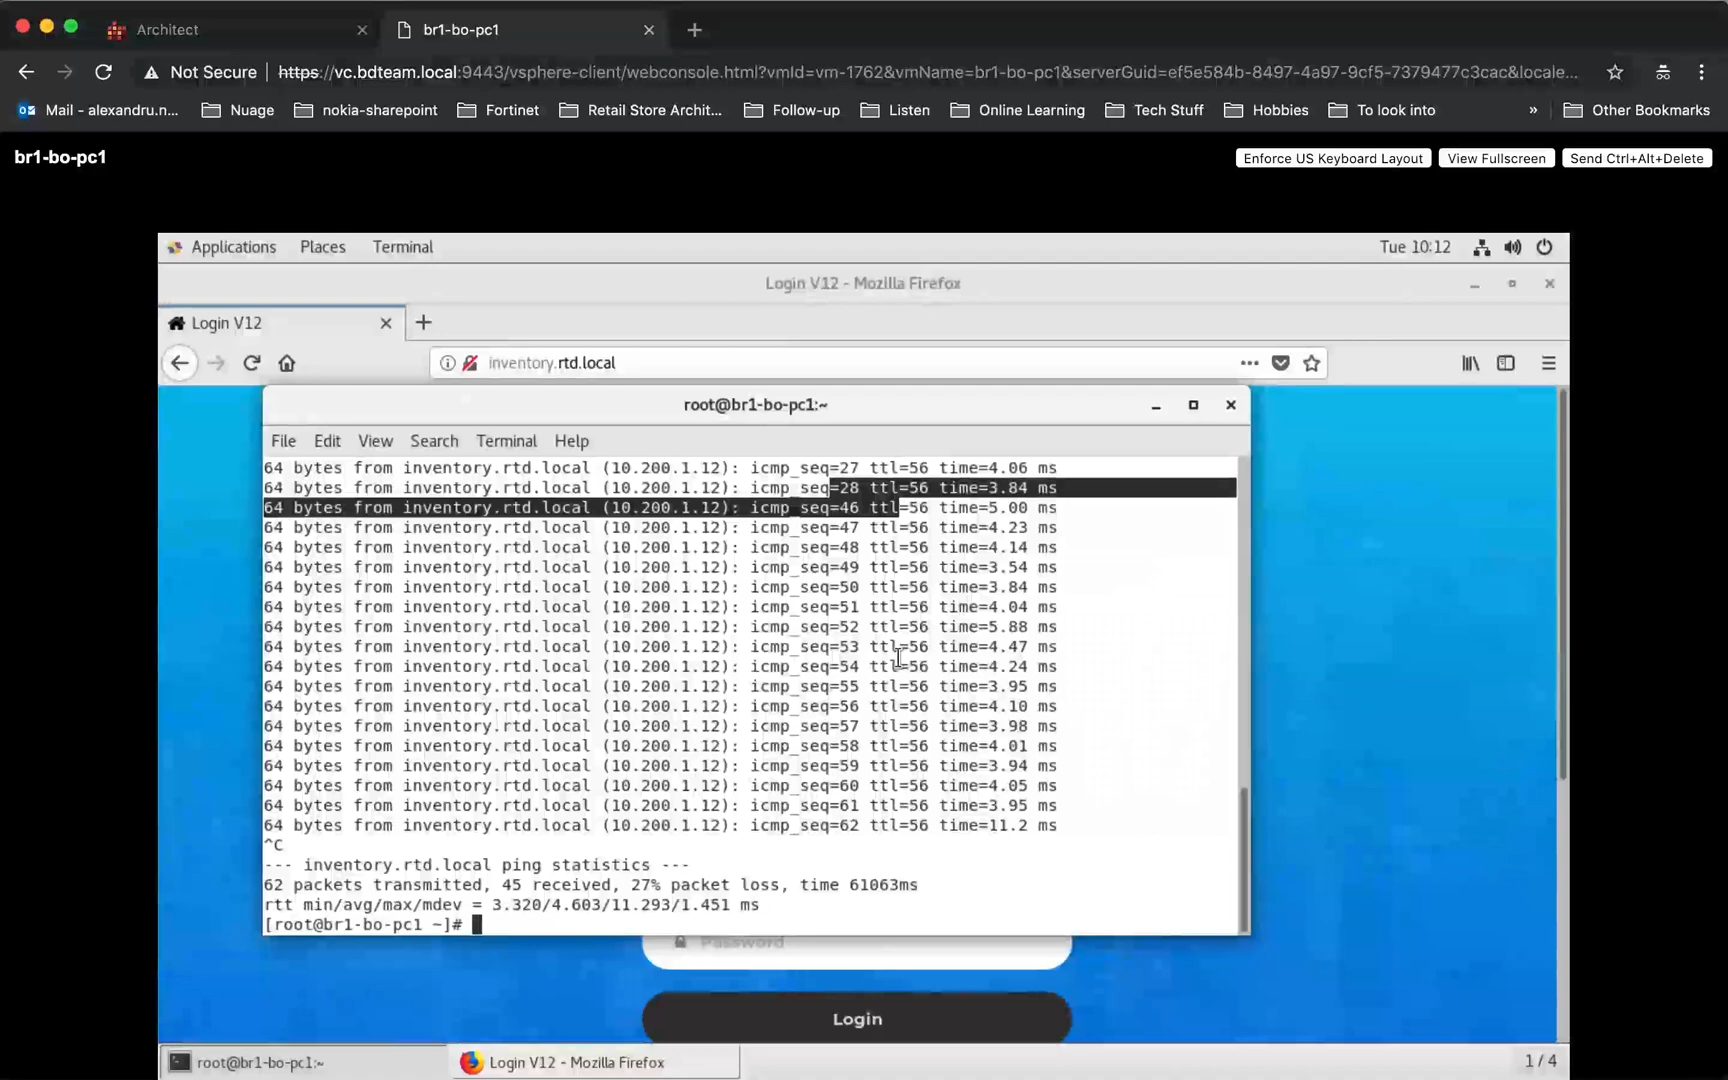 Architect
br1-bo-pc1
Not Secure https://vc.bdteam.local:9443/vsphere-client/webconsole.html?vmId=vm-1762&vmName=br1-bo-pc1&serverGuid=ef5e584b-8497-4a97-9cf5-7379477c3cac&locale...
Mail - alexandru.n... Nuage nokia-sharepoint Fortinet Retail Store Archit... Follow-up Listen Online Learning Tech Stuff Hobbies To look into » Other Bookmarks
br1-bo-pc1 Enforce US Keyboard Layout View Fullscreen Send Ctrl+Alt+Delete
Applications Places Terminal Tue 10:12
Login V12 - Mozilla Firefox
Login V12
inventory.rtd.local
root@br1-bo-pc1:~
File Edit View Search Terminal Help
64 bytes from inventory.rtd.local (10.200.1.12): icmp_seq=27 ttl=56 time=4.06 ms
64 bytes from inventory.rtd.local (10.200.1.12): icmp_seq=28 ttl=56 time=3.84 ms
64 bytes from inventory.rtd.local (10.200.1.12): icmp_seq=46 ttl=56 time=5.00 ms
64 bytes from inventory.rtd.local (10.200.1.12): icmp_seq=47 ttl=56 time=4.23 ms
64 bytes from inventory.rtd.local (10.200.1.12): icmp_seq=48 ttl=56 time=4.14 ms
64 bytes from inventory.rtd.local (10.200.1.12): icmp_seq=49 ttl=56 time=3.54 ms
64 bytes from inventory.rtd.local (10.200.1.12): icmp_seq=50 ttl=56 time=3.84 ms
64 bytes from inventory.rtd.local (10.200.1.12): icmp_seq=51 ttl=56 time=4.04 ms
64 bytes from inventory.rtd.local (10.200.1.12): icmp_seq=52 ttl=56 time=5.88 ms
64 bytes from inventory.rtd.local (10.200.1.12): icmp_seq=53 ttl=56 time=4.47 ms
64 bytes from inventory.rtd.local (10.200.1.12): icmp_seq=54 ttl=56 time=4.24 ms
64 bytes from inventory.rtd.local (10.200.1.12): icmp_seq=55 ttl=56 time=3.95 ms
64 bytes from inventory.rtd.local (10.200.1.12): icmp_seq=56 ttl=56 time=4.10 ms
64 bytes from inventory.rtd.local (10.200.1.12): icmp_seq=57 ttl=56 time=3.98 ms
64 bytes from inventory.rtd.local (10.200.1.12): icmp_seq=58 ttl=56 time=4.01 ms
64 bytes from inventory.rtd.local (10.200.1.12): icmp_seq=59 ttl=56 time=3.94 ms
64 bytes from inventory.rtd.local (10.200.1.12): icmp_seq=60 ttl=56 time=4.05 ms
64 bytes from inventory.rtd.local (10.200.1.12): icmp_seq=61 ttl=56 time=3.95 ms
64 bytes from inventory.rtd.local (10.200.1.12): icmp_seq=62 ttl=56 time=11.2 ms
^C
--- inventory.rtd.local ping statistics ---
62 packets transmitted, 45 received, 27% packet loss, time 61063ms
rtt min/avg/max/mdev = 3.320/4.603/11.293/1.451 ms
[root@br1-bo-pc1 ~]#
Password
Login
root@br1-bo-pc1:~ Login V12 - Mozilla Firefox 1 / 4